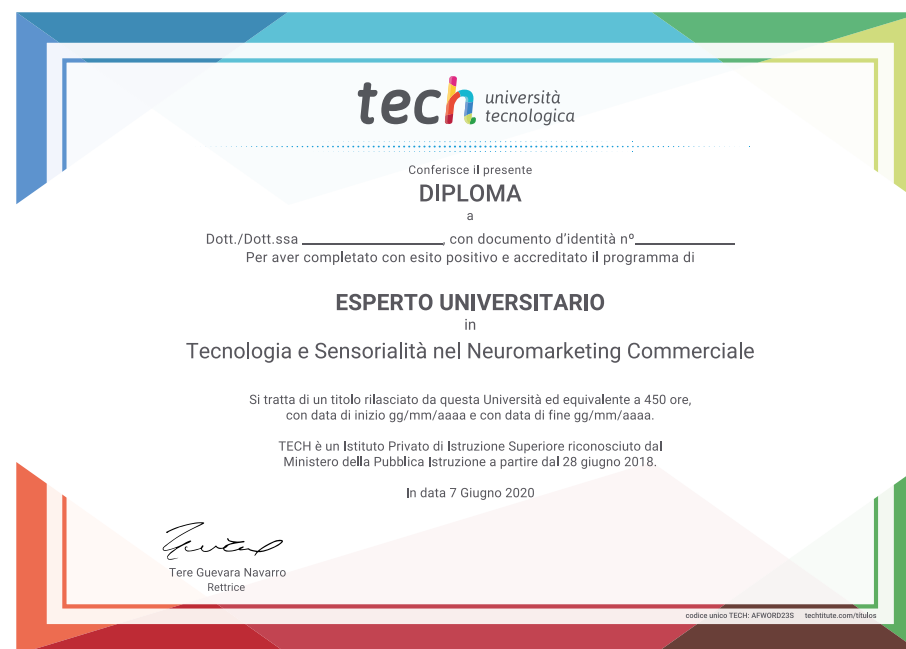 tech università
tecnologica
Conferisce il presente
DIPLOMA
a
Dott./Dott.ssa ____________________, con documento d'identità nº______________
Per aver completato con esito positivo e accreditato il programma di
ESPERTO UNIVERSITARIO
in
Tecnologia e Sensorialità nel Neuromarketing Commerciale
Si tratta di un titolo rilasciato da questa Università ed equivalente a 450 ore,
con data di inizio gg/mm/aaaa e con data di fine gg/mm/aaaa.
TECH è un Istituto Privato di Istruzione Superiore riconosciuto dal
Ministero della Pubblica Istruzione a partire dal 28 giugno 2018.
In data 7 Giugno 2020
Tere Guevara Navarro
Rettrice
codice unico TECH: AFWORD23S techtitute.com/titulos